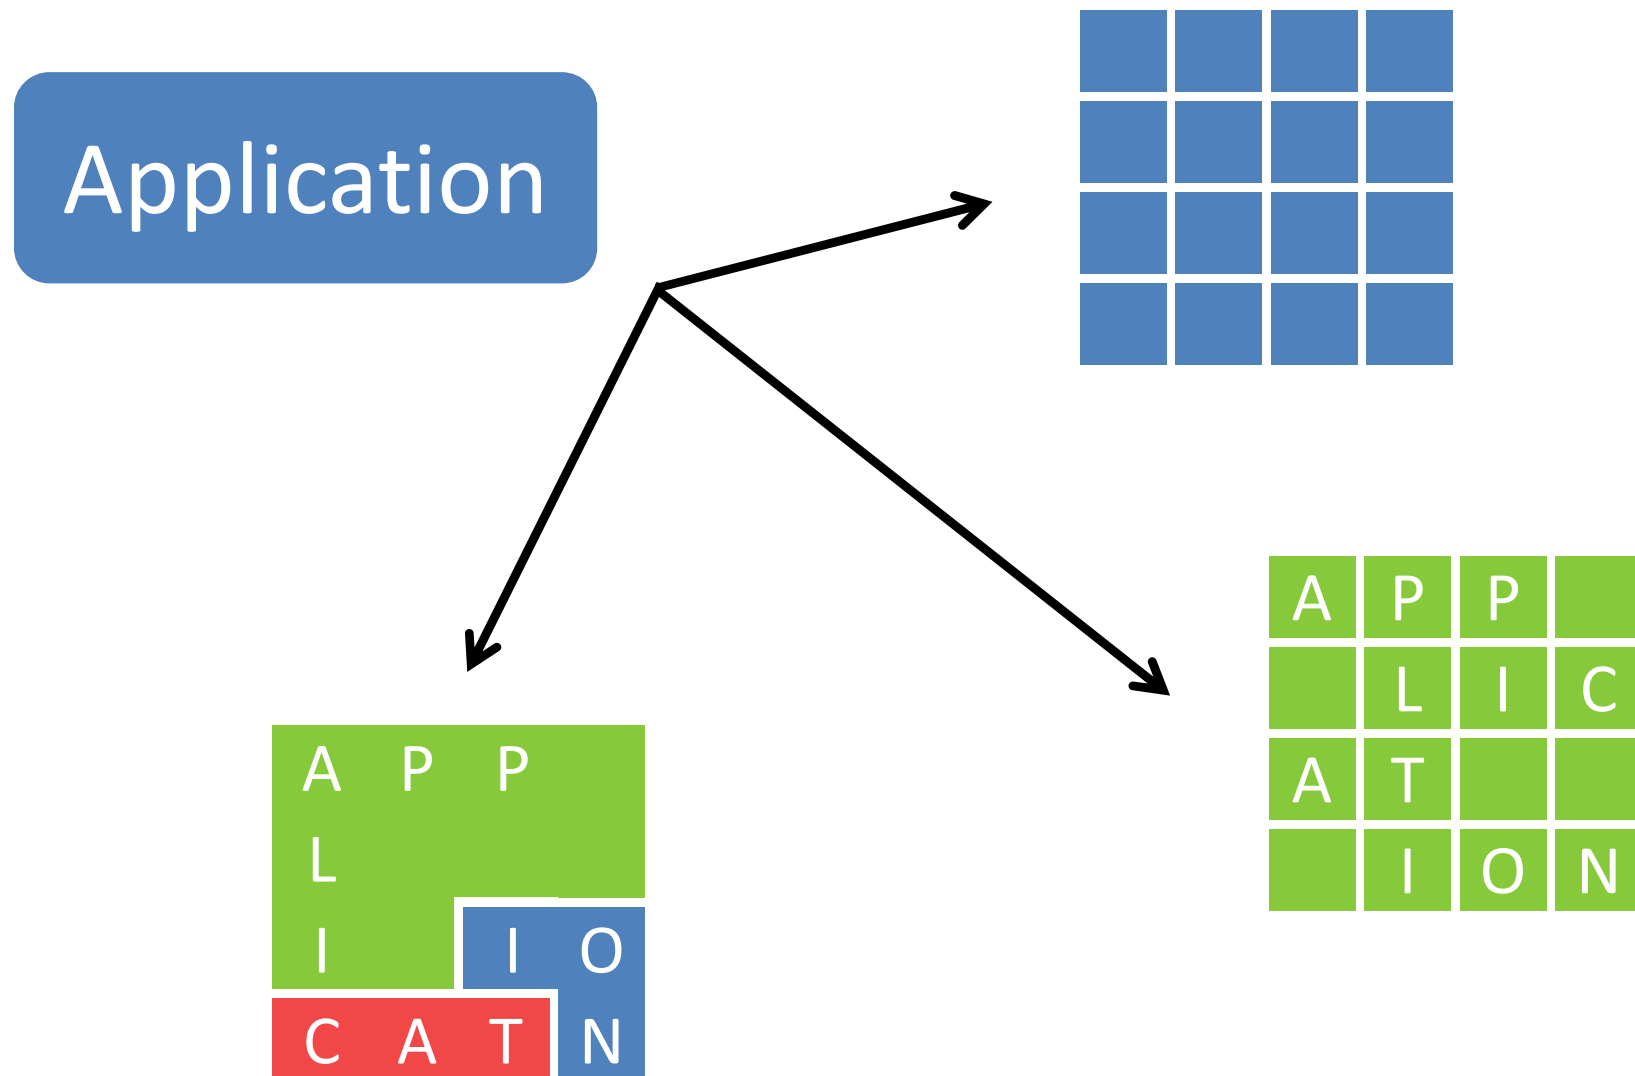 Application
A P P
L I C
A T
I O N
A P P
L
I I O
C A T N